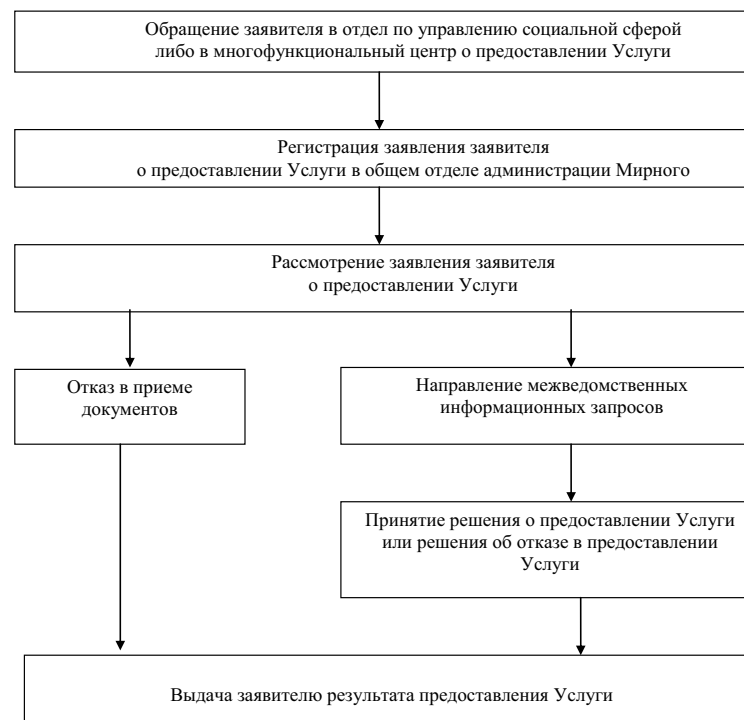 Обращение заявителя в отдел по управлению социальной сферой
либо в многофункциональный центр о предоставлении Услуги
Регистрация заявления заявителя
о предоставлении Услуги в общем отделе администрации Мирного
Рассмотрение заявления заявителя
о предоставлении Услуги
Отказ в приеме
документов
Направление межведомственных
информационных запросов
Принятие решения о предоставлении Услуги
или решения об отказе в предоставлении
Услуги
Выдача заявителю результата предоставления Услуги